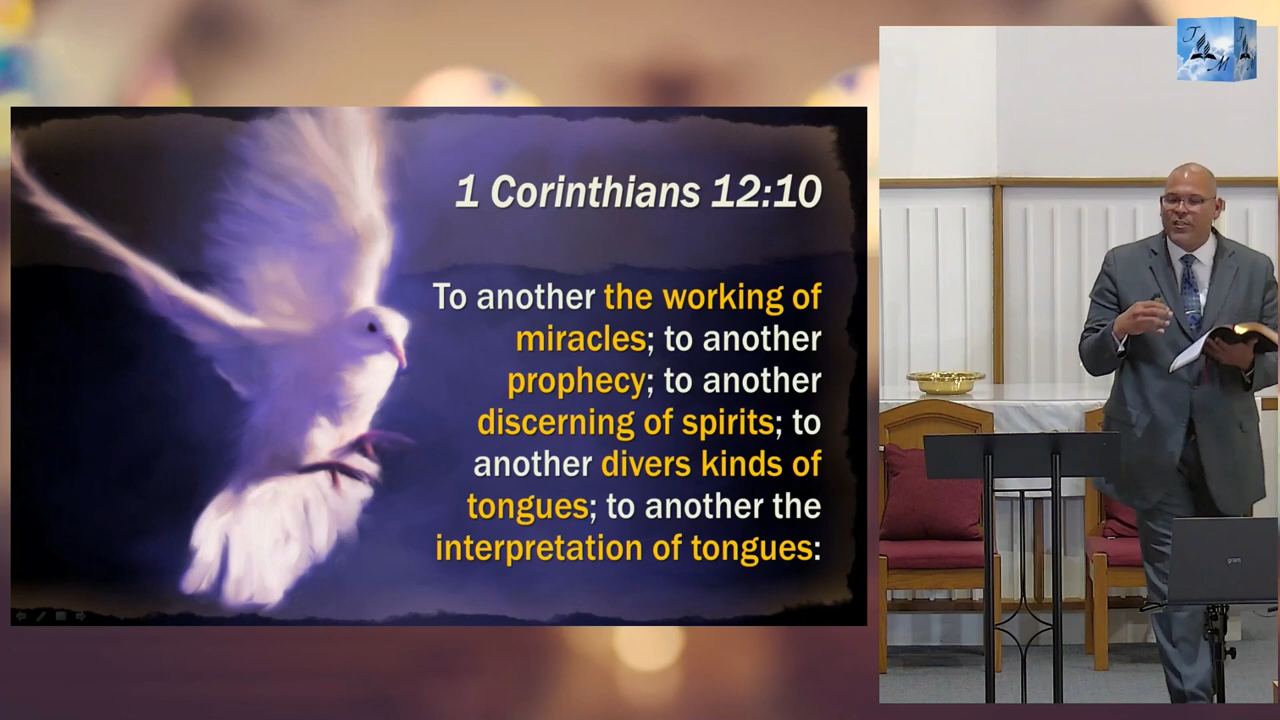 1 Corinthians 12:10
To another the working of
miracles; to another
prophecy; to another
discerning of spirits; to
another divers kinds of
tongues; to another the
interpretation of tongues:
T
M
gram